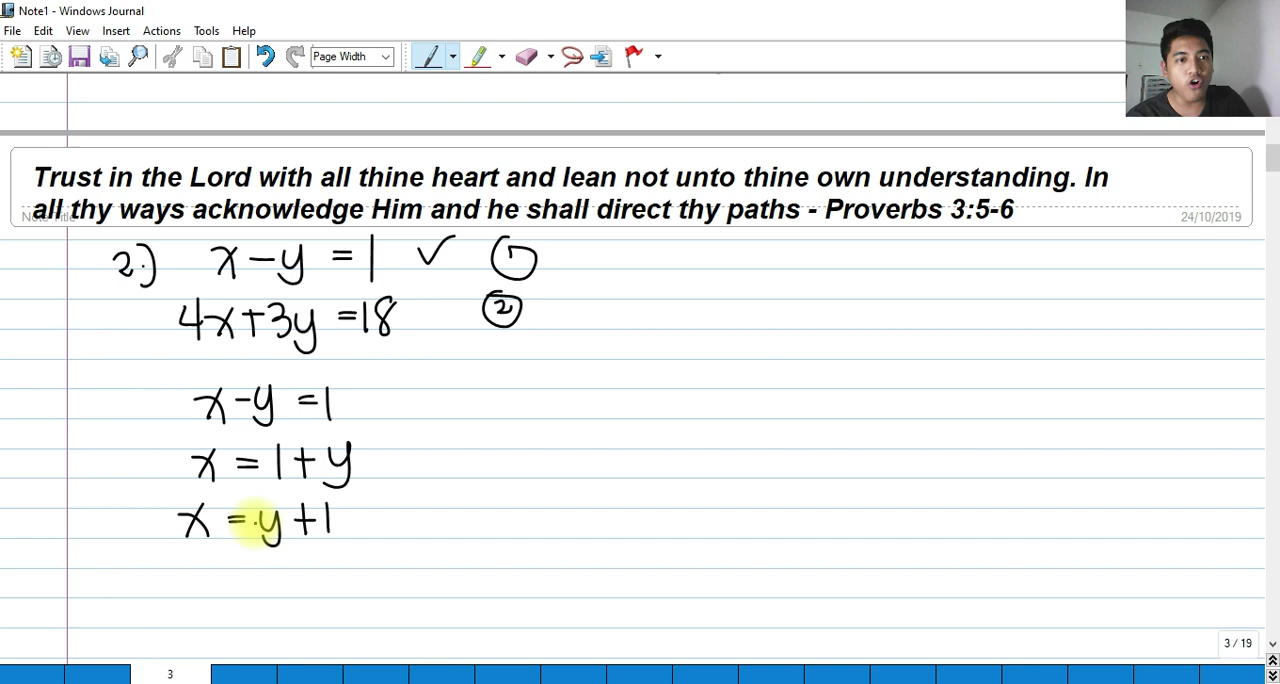 Note1 - Windows Journal
File Edit View Insert Actions Tools Help
Page Width
Trust in the Lord with all thine heart and lean not unto thine own understanding. In
all thy ways acknowledge Him and he shall direct thy paths - Proverbs 3:5-6
Note Title
24/10/2019
2.) x-y = 1 ✓ ①
4x+3y =18 ②
x-y =1
x = 1+y
x = y+1
3 / 19
3